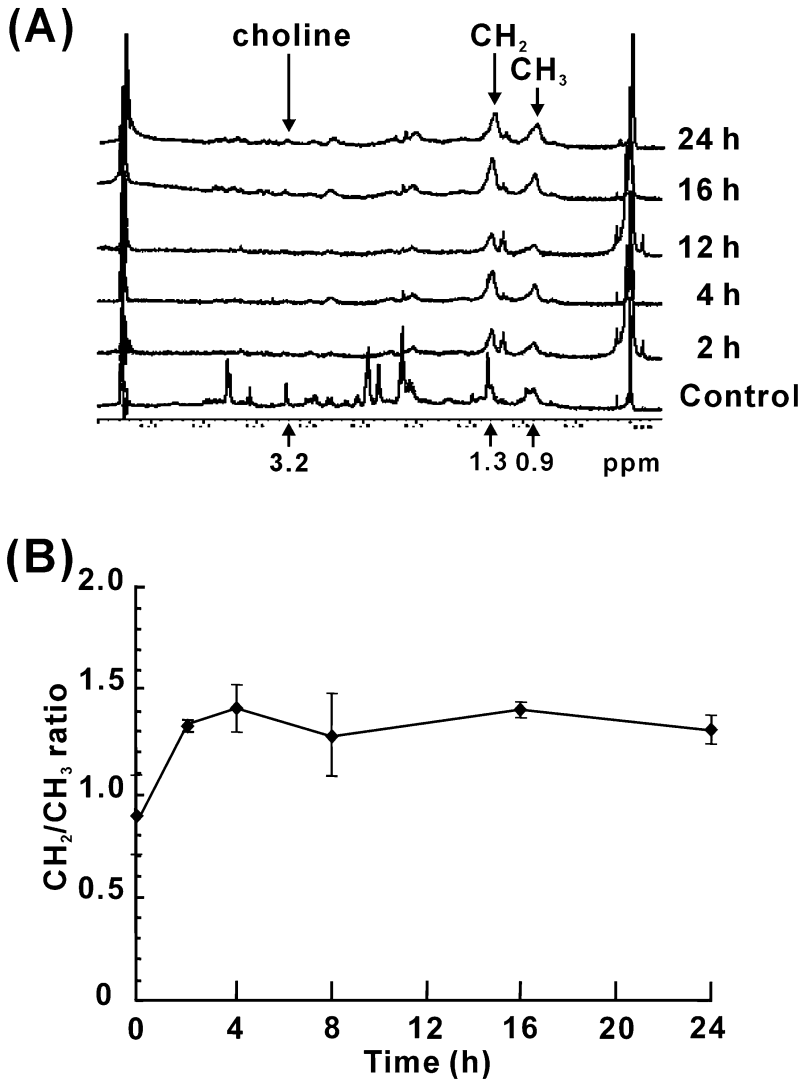 (A)
choline
CH₂
CH₃
24 h
16 h
12 h
4 h
2 h
Control
3.2
1.3
0.9
ppm
(B)
2.0
1.5
1.0
0.5
0
CH₂/CH₃ ratio
0
4
8
12
16
20
24
Time (h)